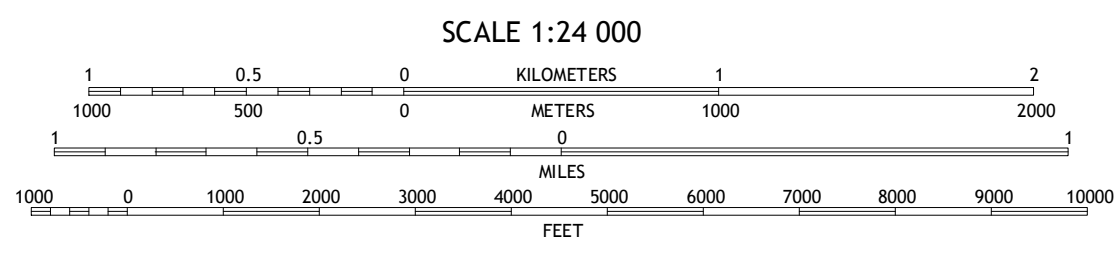 SCALE 1:24 000
1 0.5 0 KILOMETERS 1 2
1000 500 0 METERS 1000 2000
1 0.5 0 1
MILES
1000 0 1000 2000 3000 4000 5000 6000 7000 8000 9000 10000
FEET